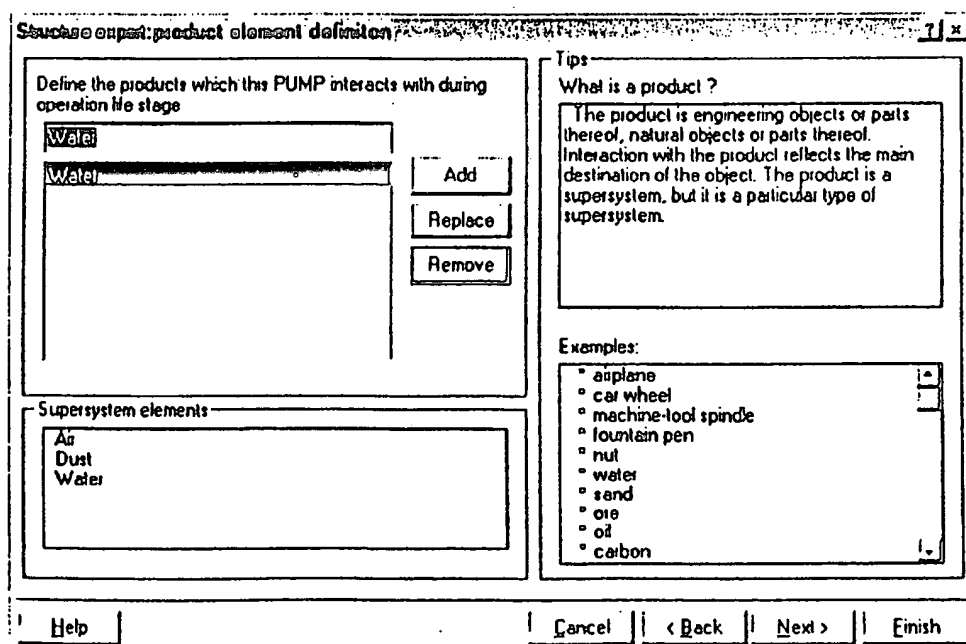 Structure expert:product element definiton
? ×
Define the products which this PUMP interacts with during
operation life stage
Water
Water
Add
Replace
Remove
Supersystem elements
Air
Dust
Water
Tips
What is a product ?
The product is engineering objects or parts
thereof, natural objects or parts thereof.
Interaction with the product reflects the main
destination of the object. The product is a
supersystem, but it is a particular type of
supersystem.
Examples:
° airplane
° car wheel
° machine-tool spindle
° fountain pen
° nut
° water
° sand
° ore
° oil
° carbon
Help
Cancel
< Back
Next >
Finish